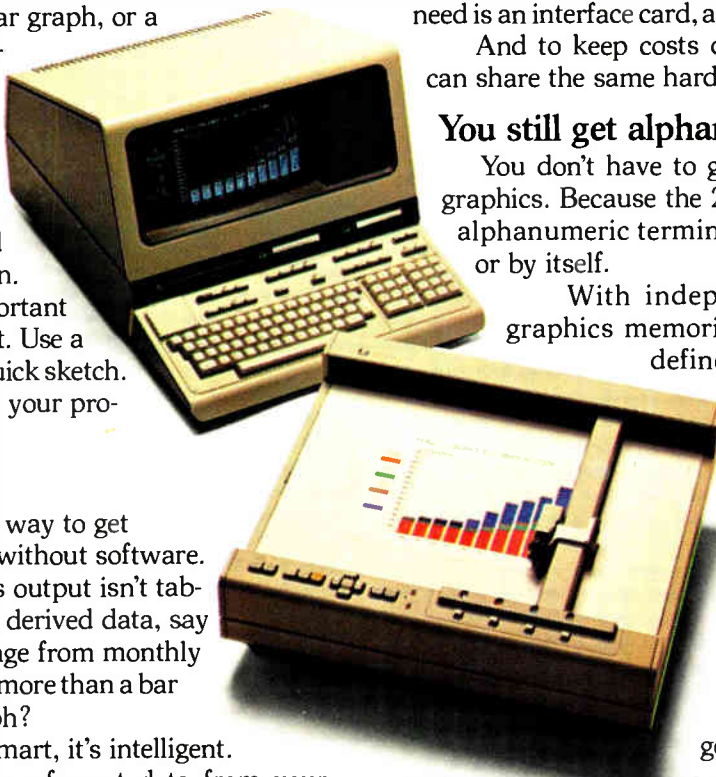 ar graph, or a
n.
ortant
t. Use a
uick sketch.
your pro-
way to get
without software.
s output isn't tab-
derived data, say
nge from monthly
more than a bar
ph?
mart, it's intelligent.
need is an interface card, a
And to keep costs
can share the same hard
You still get alphan
You don't have to g
graphics. Because the 2
alphanumeric termin
or by itself.
With indep
graphics memori
define